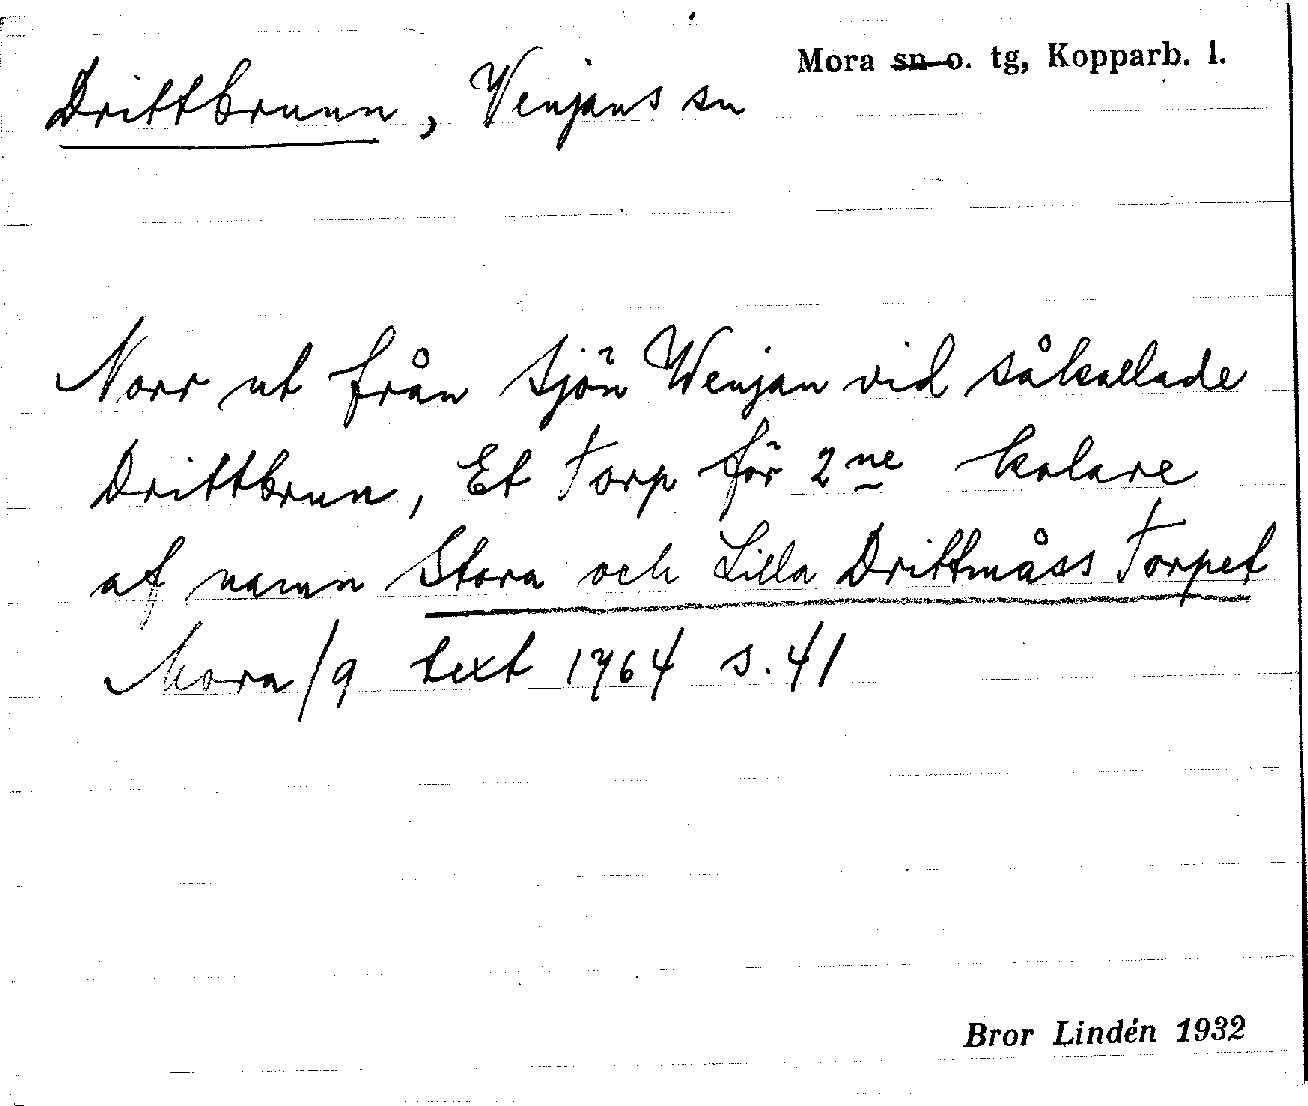 Mora sn o. tg, Kopparb. l.
Drittbrunn, Venjans sn
Norr ut från Sjön Wenjan vid såkallade
Drittbrun, Et Torp för 2ne kolare
af namn Stora och Lilla Drittmåss Torpet
Mora/9 text 1764 s. 41
Bror Lindén 1932